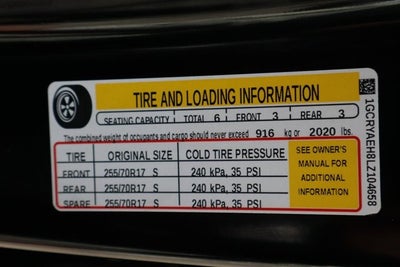 TIRE AND LOADING INFORMATION
SEATING CAPACITY TOTAL 6 FRONT 3 REAR 3
The combined weight of occupants and cargo should never exceed 916 kg or 2020 lbs.
TIRE ORIGINAL SIZE COLD TIRE PRESSURE
FRONT 255/70R17 S 240 kPa, 35 PSI
REAR 255/70R17 S 240 kPa, 35 PSI
SPARE 255/70R17 S 240 kPa, 35 PSI
SEE OWNER'S
MANUAL FOR
ADDITIONAL
INFORMATION
1GCRYAEH8LZ104658